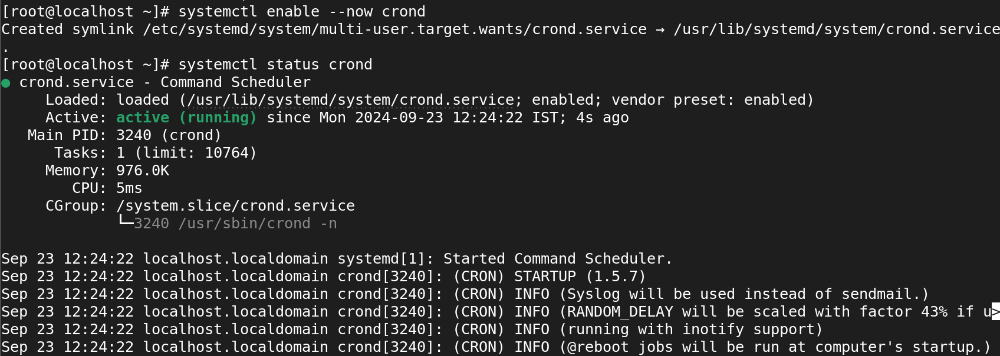 [root@localhost ~]# systemctl enable --now crond
Created symlink /etc/systemd/system/multi-user.target.wants/crond.service → /usr/lib/systemd/system/crond.service
.
[root@localhost ~]# systemctl status crond
● crond.service - Command Scheduler
     Loaded: loaded (/usr/lib/systemd/system/crond.service; enabled; vendor preset: enabled)
     Active: active (running) since Mon 2024-09-23 12:24:22 IST; 4s ago
   Main PID: 3240 (crond)
      Tasks: 1 (limit: 10764)
     Memory: 976.0K
        CPU: 5ms
     CGroup: /system.slice/crond.service
             └─3240 /usr/sbin/crond -n

Sep 23 12:24:22 localhost.localdomain systemd[1]: Started Command Scheduler.
Sep 23 12:24:22 localhost.localdomain crond[3240]: (CRON) STARTUP (1.5.7)
Sep 23 12:24:22 localhost.localdomain crond[3240]: (CRON) INFO (Syslog will be used instead of sendmail.)
Sep 23 12:24:22 localhost.localdomain crond[3240]: (CRON) INFO (RANDOM_DELAY will be scaled with factor 43% if u>
Sep 23 12:24:22 localhost.localdomain crond[3240]: (CRON) INFO (running with inotify support)
Sep 23 12:24:22 localhost.localdomain crond[3240]: (CRON) INFO (@reboot jobs will be run at computer's startup.)